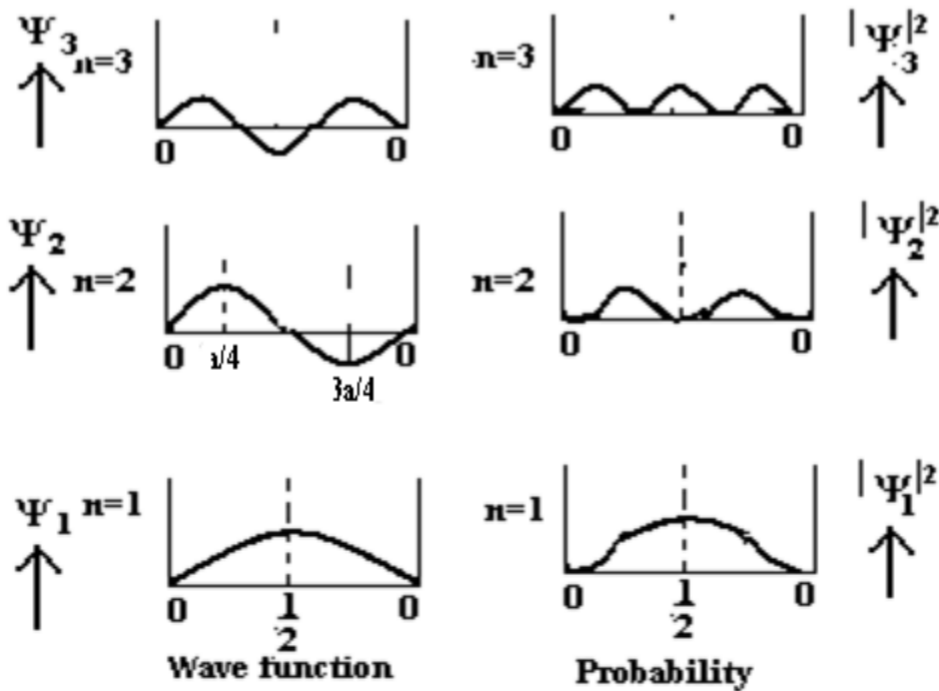 Ψ3 n=3 n=3 |Ψ3|2
0 0 0 0
Ψ2 n=2 n=2 |Ψ2|2
0 a/4 3a/4 0 0 0
Ψ1 n=1 n=1 |Ψ1|2
0 1/2 0 0 1/2 0
Wave function Probability